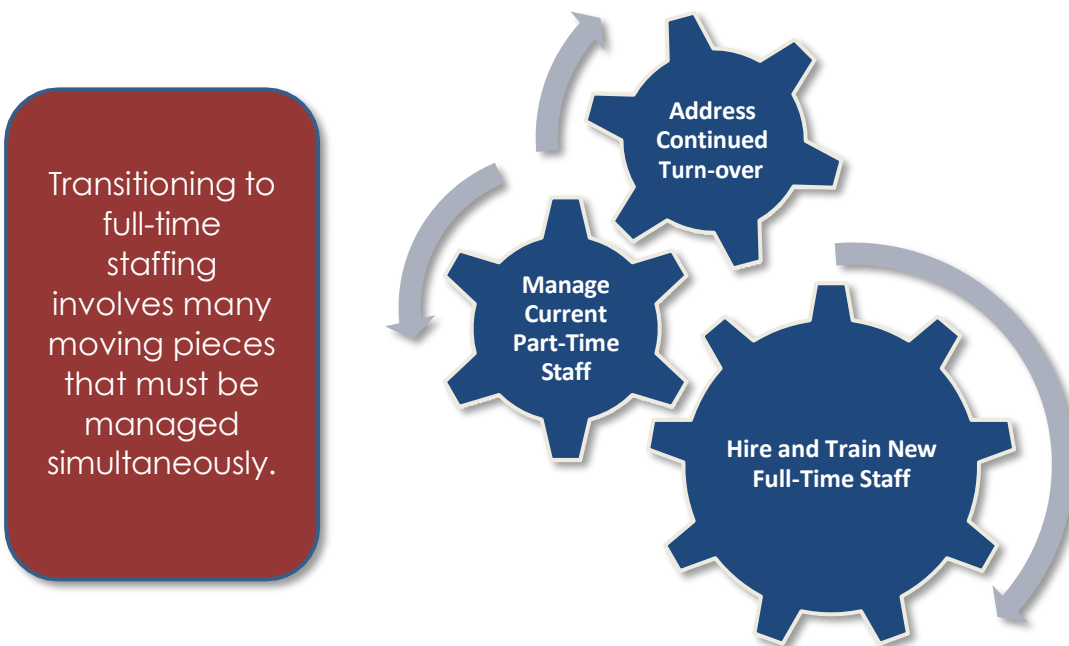 Transitioning to
full-time
staffing
involves many
moving pieces
that must be
managed
simultaneously.
Address
Continued
Turn-over
Manage
Current
Part-Time
Staff
Hire and Train New
Full-Time Staff